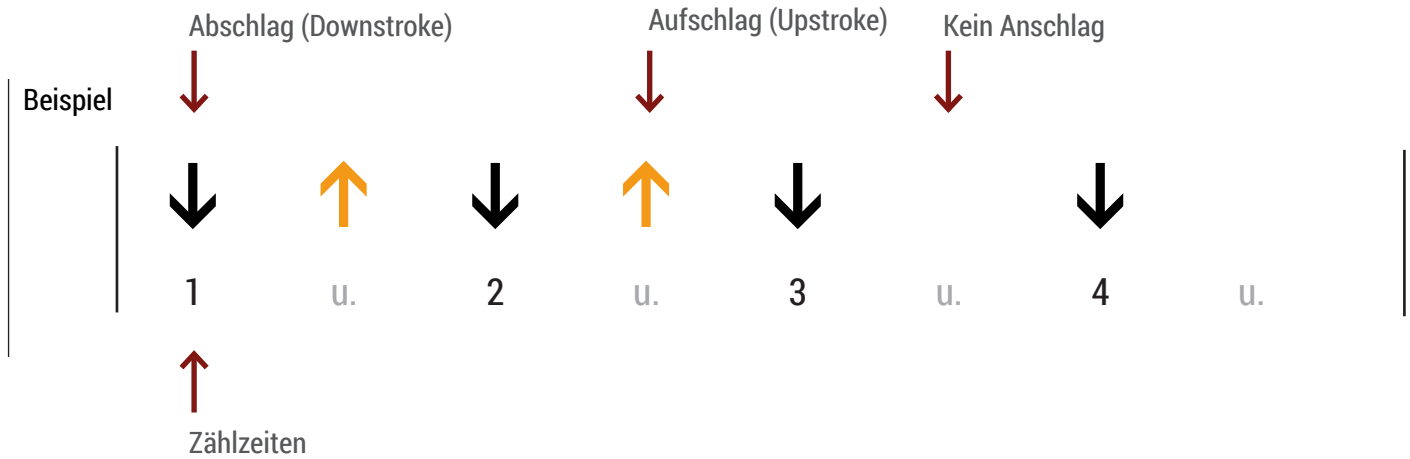 Abschlag (Downstroke) Aufschlag (Upstroke) Kein Anschlag
Beispiel
1 u. 2 u. 3 u. 4 u.
Zählzeiten